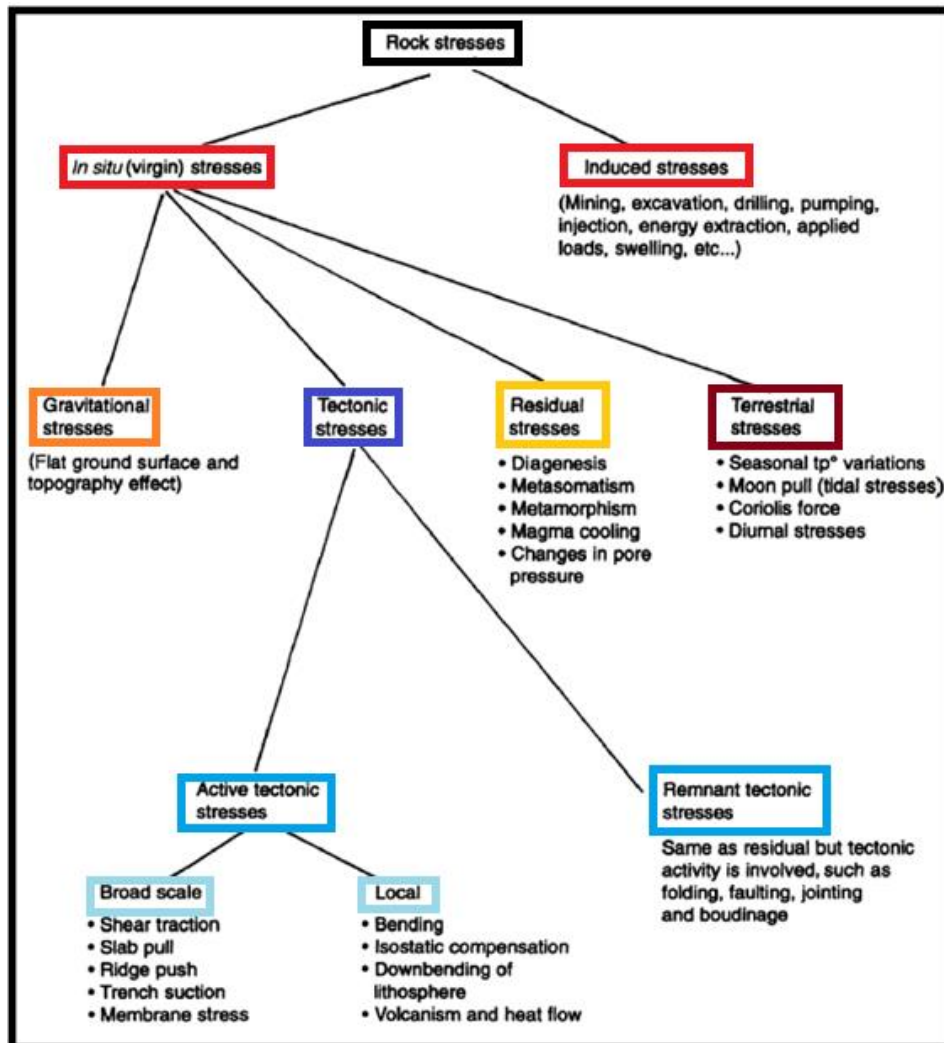 Rock stresses
In situ (virgin) stresses
Induced stresses
(Mining, excavation, drilling, pumping,
injection, energy extraction, applied
loads, swelling, etc...)
Gravitational
stresses
(Flat ground surface and
topography effect)
Tectonic
stresses
Residual
stresses
• Diagenesis
• Metasomatism
• Metamorphism
• Magma cooling
• Changes in pore
pressure
Terrestrial
stresses
• Seasonal tp° variations
• Moon pull (tidal stresses)
• Coriolis force
• Diurnal stresses
Active tectonic
stresses
Remnant tectonic
stresses
Same as residual but tectonic
activity is involved, such as
folding, faulting, jointing
and boudinage
Broad scale
• Shear traction
• Slab pull
• Ridge push
• Trench suction
• Membrane stress
Local
• Bending
• Isostatic compensation
• Downbending of
lithosphere
• Volcanism and heat flow